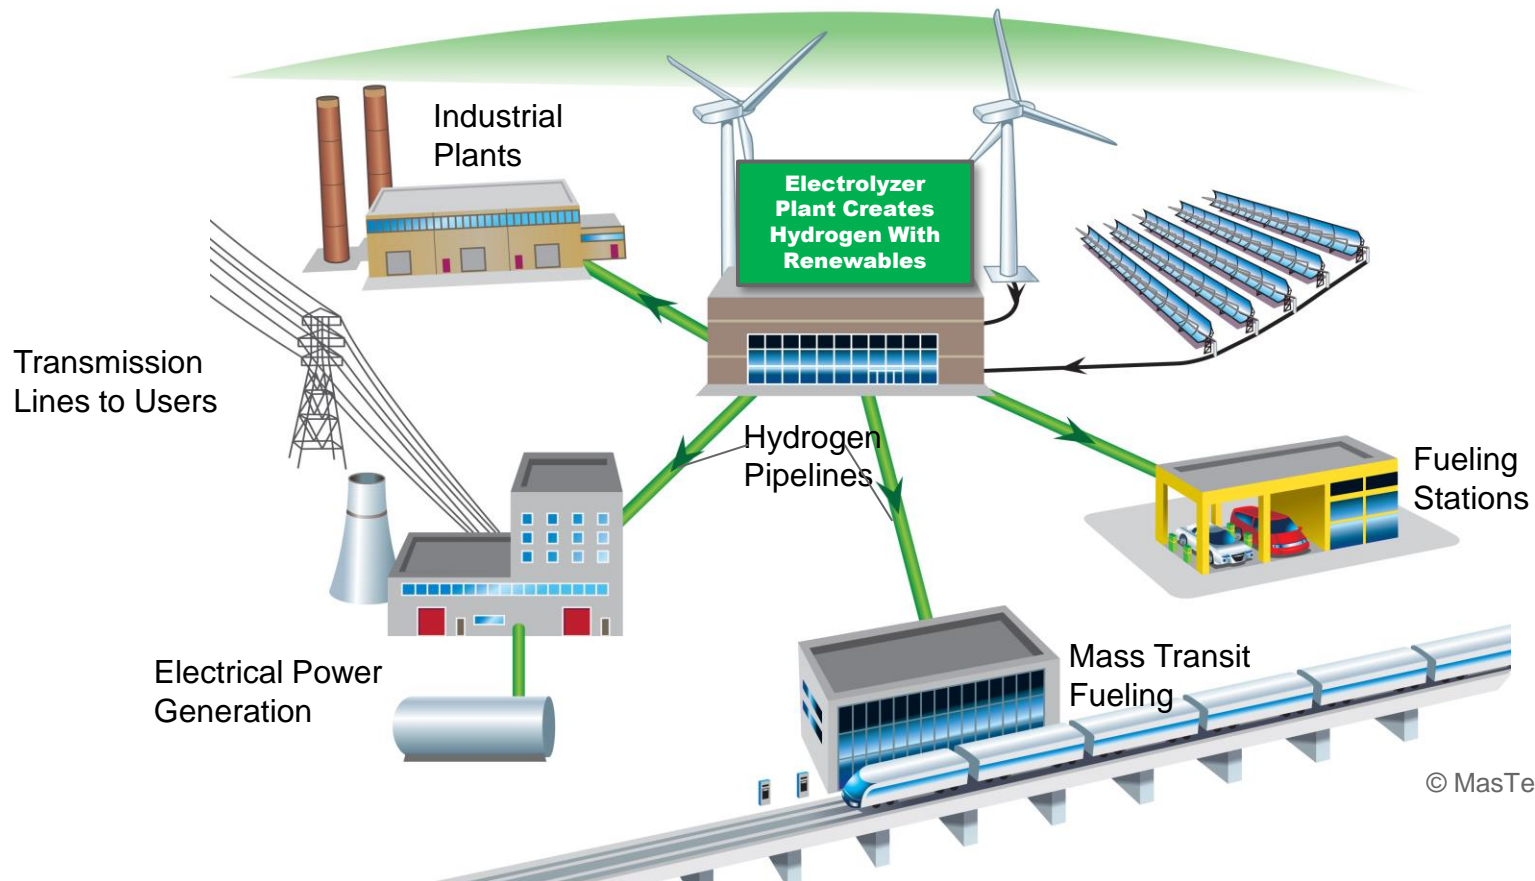 Industrial
Plants
Electrolyzer
Plant Creates
Hydrogen With
Renewables
Transmission
Lines to Users
Hydrogen
Pipelines
Fueling
Stations
Electrical Power
Generation
Mass Transit
Fueling
© MasTe